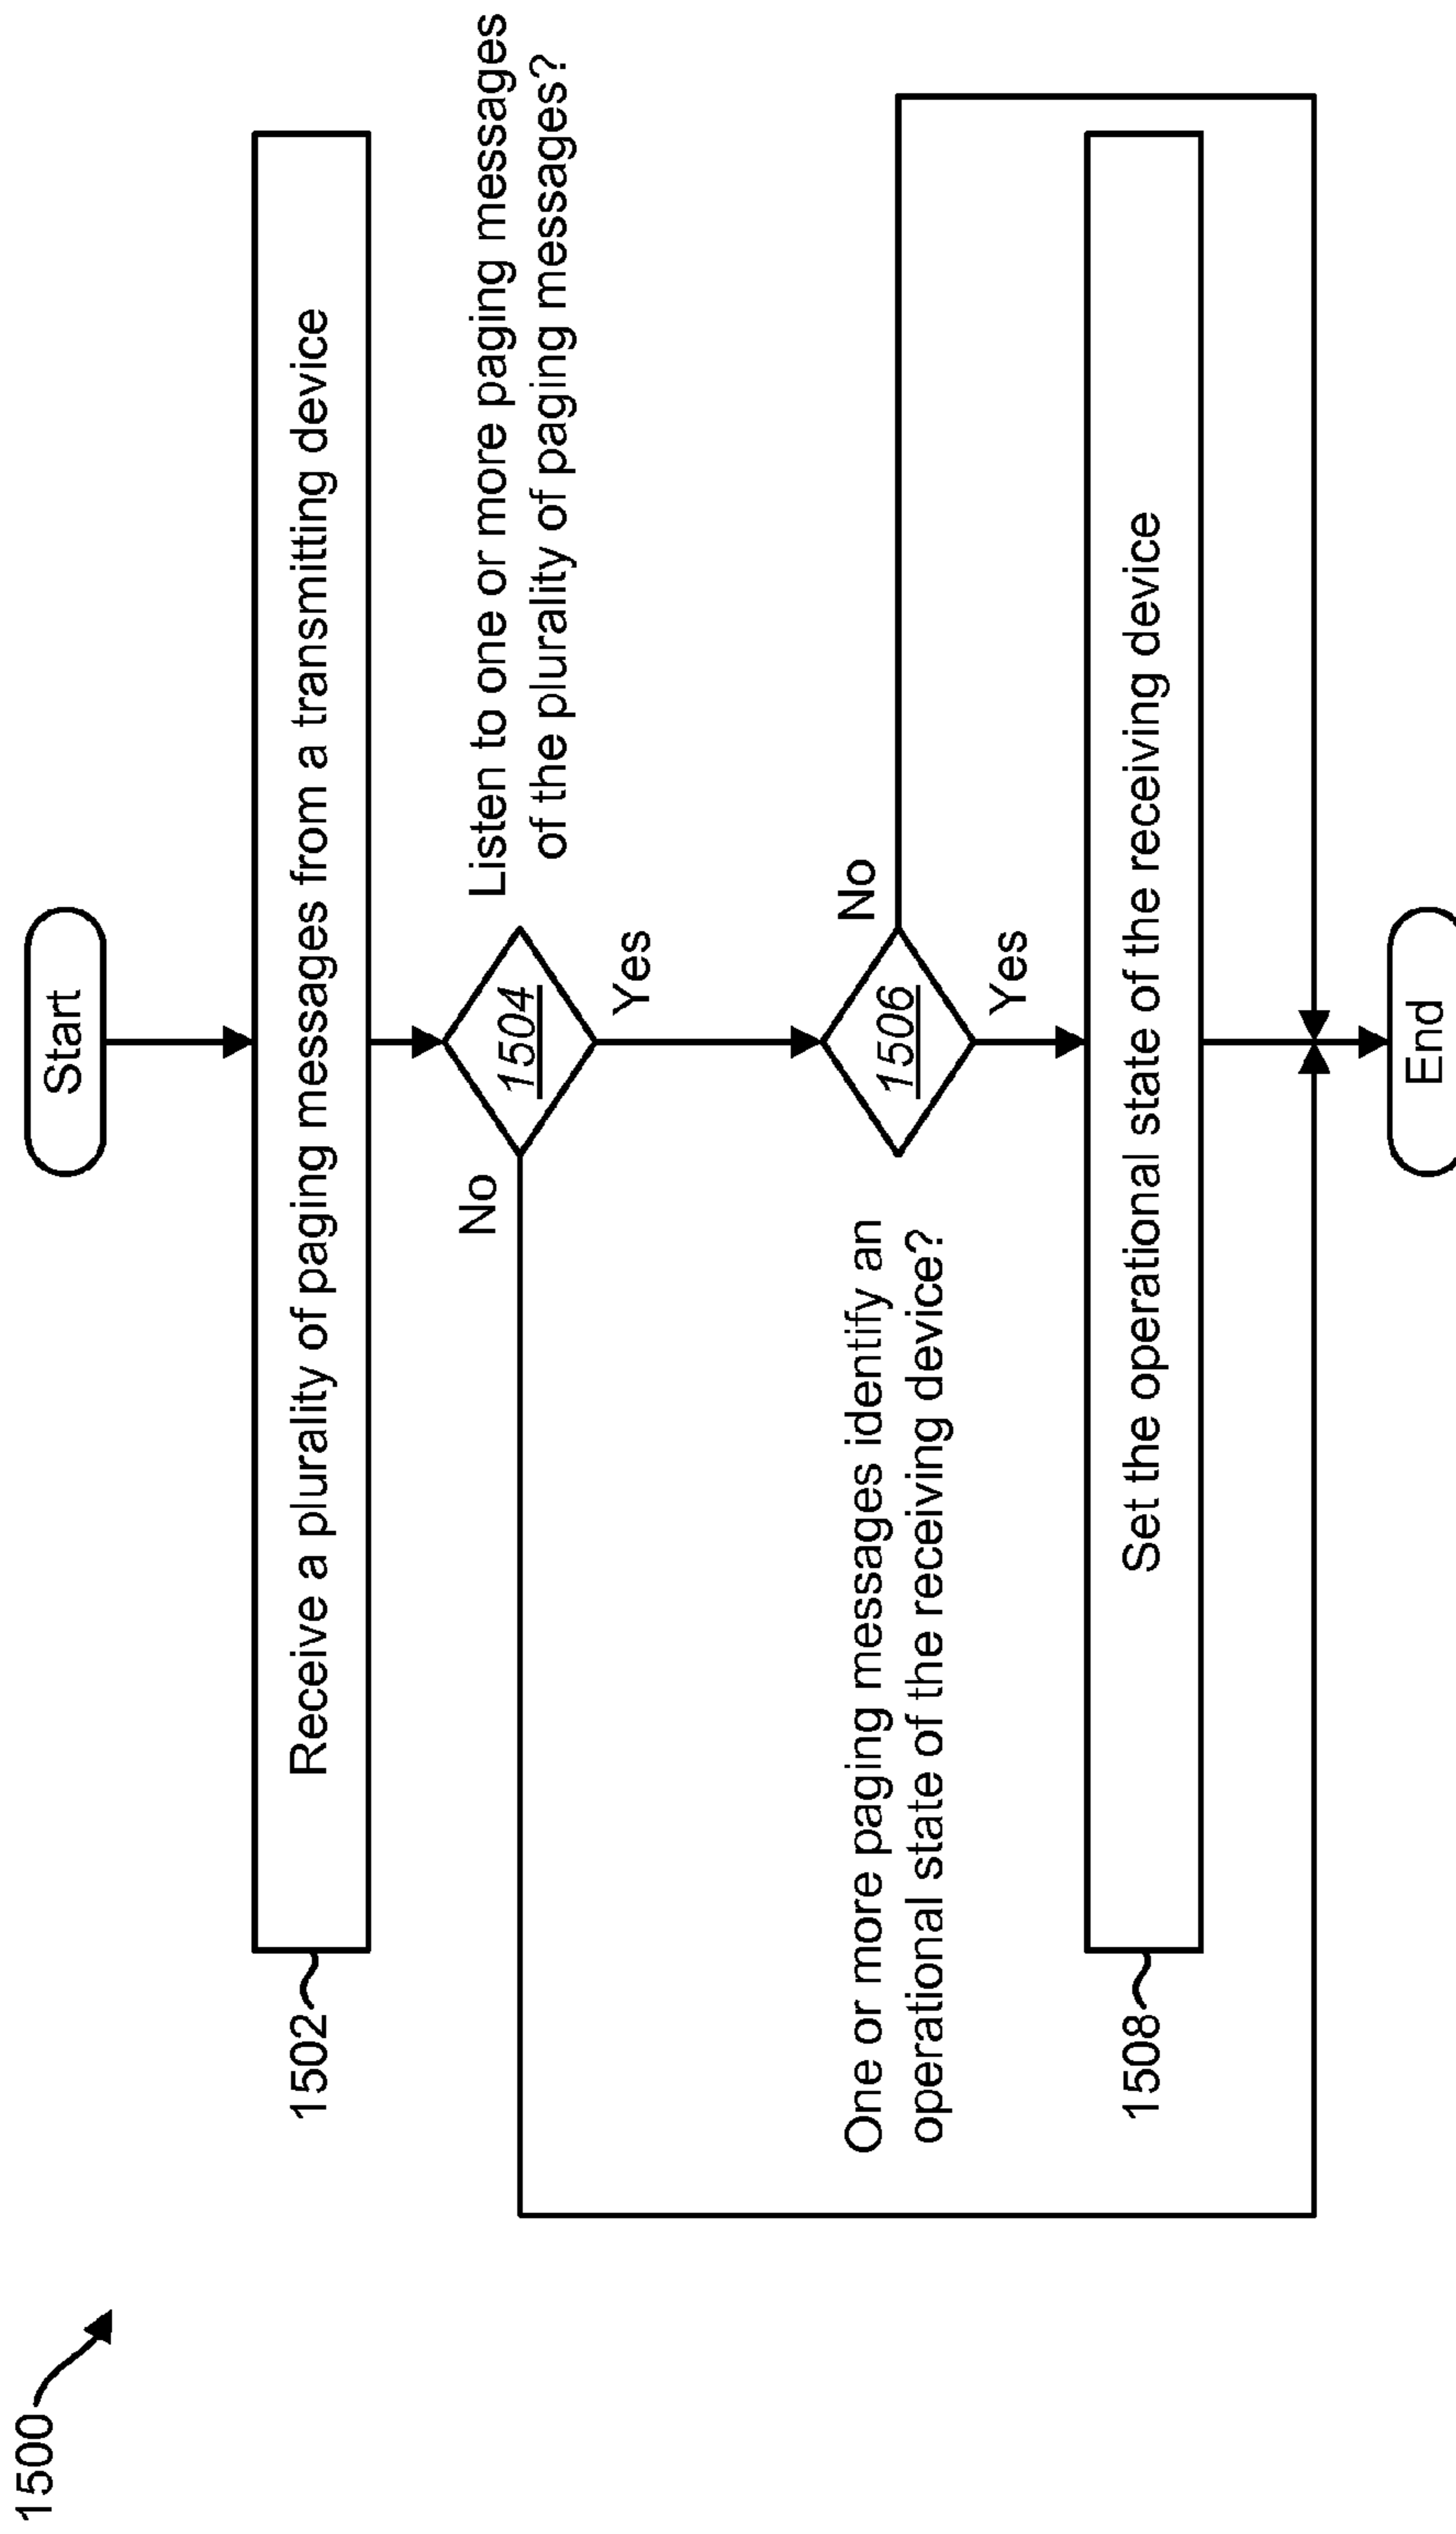 1500
Start
1502
Receive a plurality of paging messages from a transmitting device
Listen to one or more paging messages
of the plurality of paging messages?
1504
No
Yes
One or more paging messages identify an
operational state of the receiving device?
1506
No
Yes
1508
Set the operational state of the receiving device
End